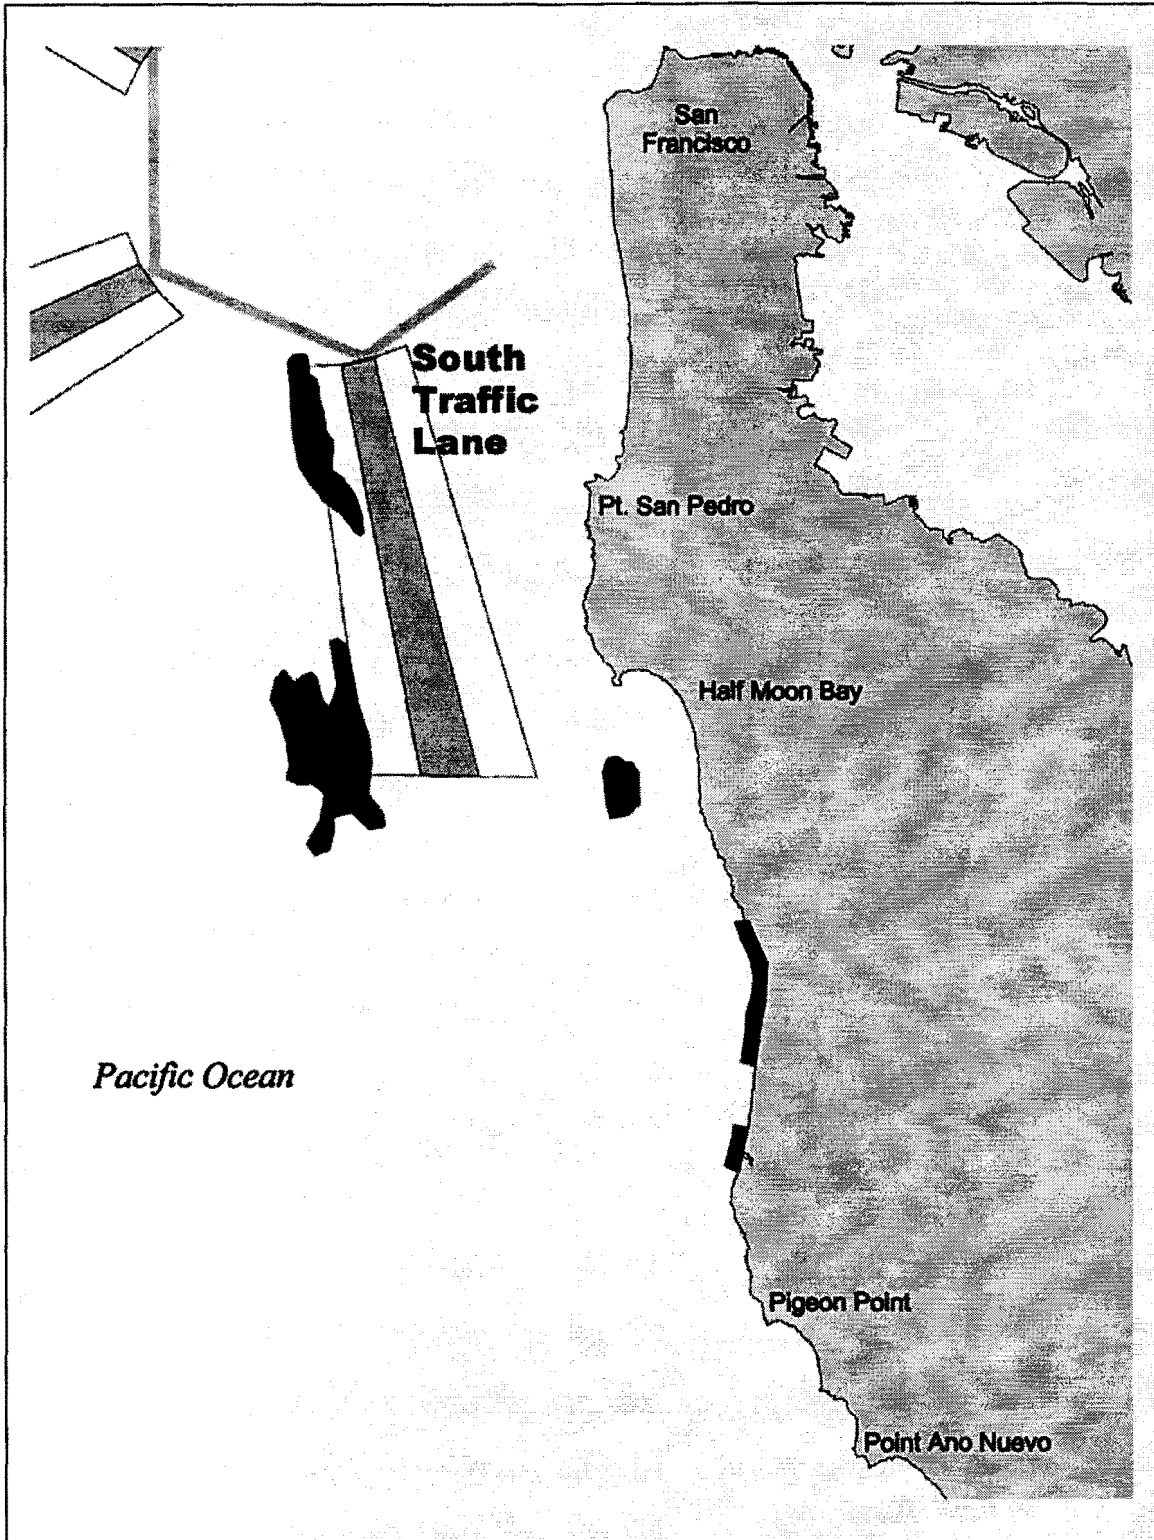 San
Francisco
South
Traffic
Lane
Pt. San Pedro
Half Moon Bay
Pacific Ocean
Pigeon Point
Point Ano Nuevo